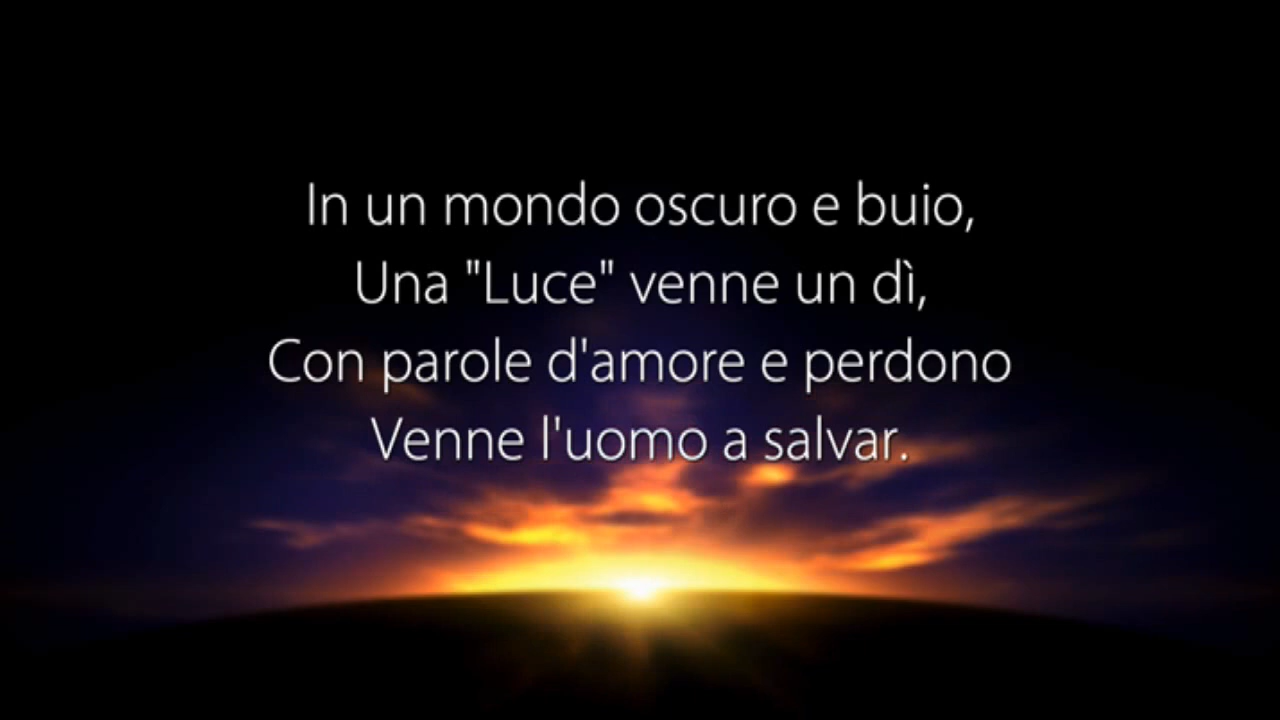 In un mondo oscuro e buio,
Una "Luce" venne un dì,
Con parole d'amore e perdono
Venne l'uomo a salvar.